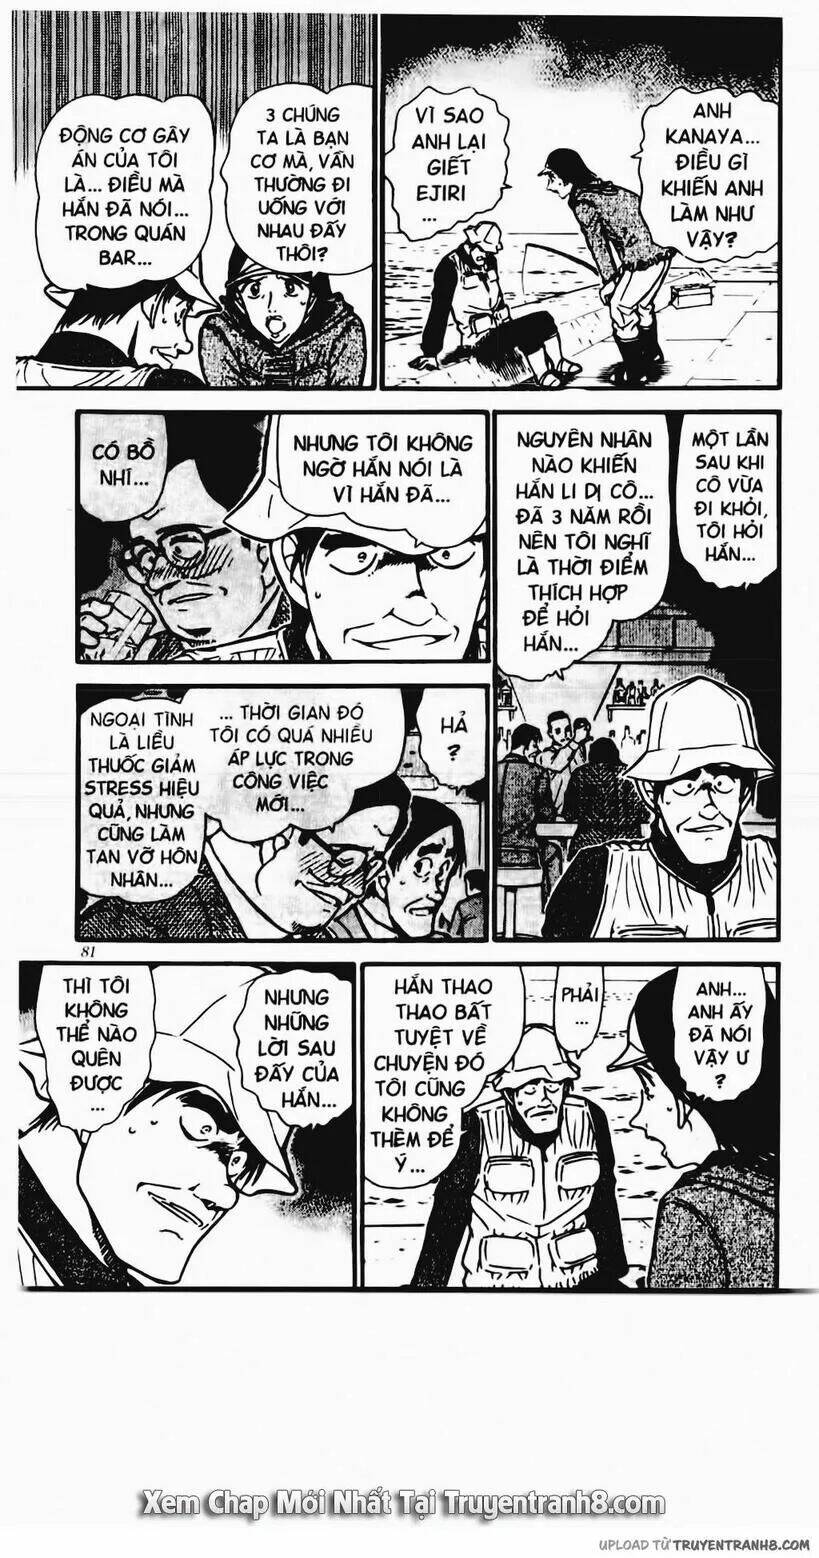 ANH
KANAYA...
ĐIỀU GÌ
KHIẾN ANH
LÀM NHƯ
VẬY?
VÌ SAO
ANH LẠI
GIẾT
EJIRI
...
3 CHÚNG
TA LÀ BẠN
CƠ MÀ, VẪN
THƯỜNG ĐI
UỐNG VỚI
NHAU ĐẤY
THÔI?
ĐỘNG CƠ GÂY
ÁN CỦA TÔI
LÀ... ĐIỀU MÀ
HẮN ĐÃ NÓI...
TRONG QUÁN
BAR...
MỘT LẦN
SAU KHI
CÔ VỪA
ĐI KHỎI,
TÔI HỎI
HẮN...
NGUYÊN NHÂN
NÀO KHIẾN
HẮN LI DỊ CÔ...
ĐÃ 3 NĂM RỒI
NÊN TÔI NGHĨ
LÀ THỜI ĐIỂM
THÍCH HỢP
ĐỂ HỎI
HẮN...
NHƯNG TÔI KHÔNG
NGỜ HẮN NÓI LÀ
VÌ HẮN ĐÃ...
CÓ BỒ
NHÍ...
HẢ
?
... THỜI GIAN ĐÓ
TÔI CÓ QUÁ NHIỀU
ÁP LỰC TRONG
CÔNG VIỆC
MỚI...
NGOẠI TÌNH
LÀ LIỀU
THUỐC GIẢM
STRESS HIỆU
QUẢ, NHƯNG
CŨNG LÀM
TAN VỠ HÔN
NHÂN...
81
ANH...
ANH ẤY
ĐÃ NÓI
VẬY Ư
?
PHẢI
...
HẮN THAO
THAO BẤT
TUYỆT VỀ
CHUYỆN ĐÓ
TÔI CŨNG
KHÔNG
THÈM ĐỂ
Ý...
NHƯNG
NHỮNG
LỜI SAU
ĐẤY CỦA
HẮN...
THÌ TÔI
KHÔNG
THỂ NÀO
QUÊN
ĐƯỢC
...
Xem Chap Mới Nhất Tại Truyentranh8.com
UPLOAD TỪ TRUYENTRANH8.COM